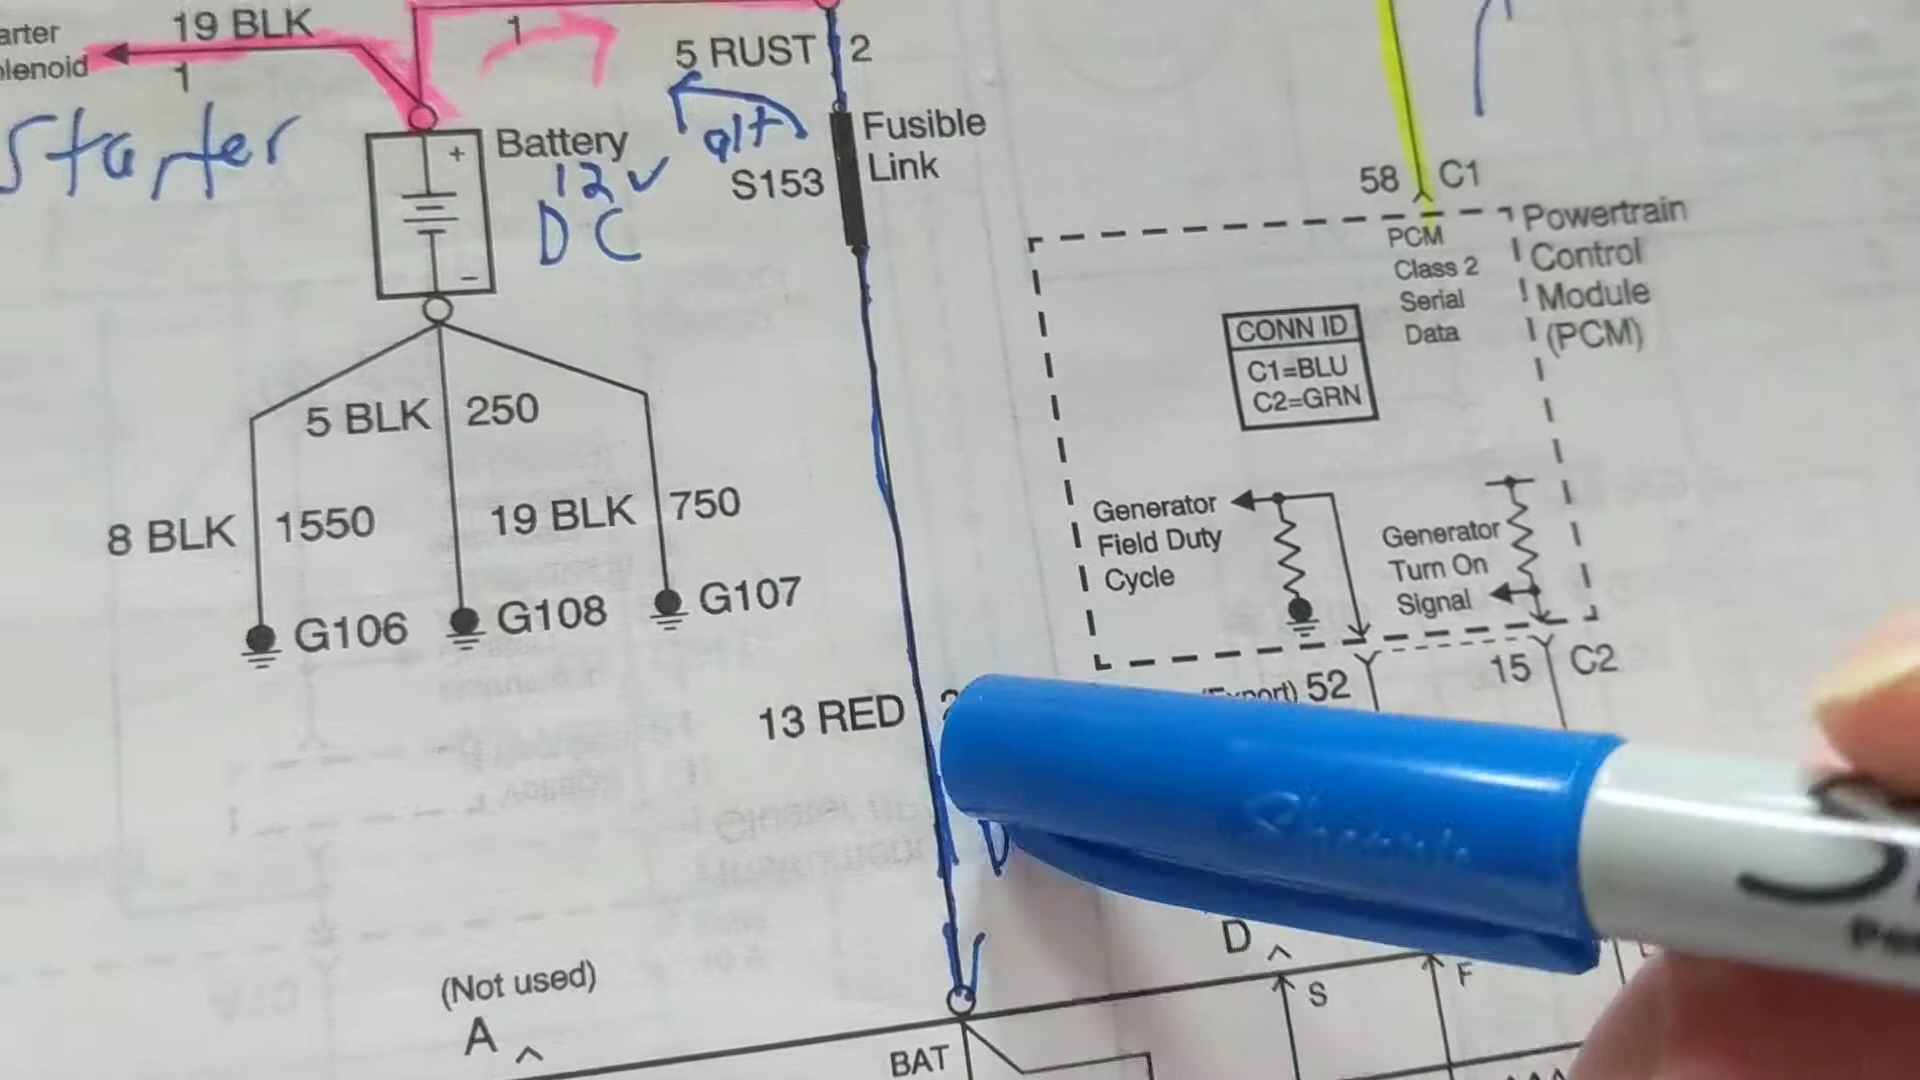 arter
olenoid
19 BLK
1
1
5 RUST
2
Starter
Battery
12v
DC
alt
S153
Fusible
Link
58
C1
PCM
Class 2
Serial
Data
Powertrain
Control
Module
(PCM)
CONN ID
C1=BLU
C2=GRN
5 BLK
250
8 BLK
1550
19 BLK
750
G106
G108
G107
Generator
Field Duty
Cycle
Generator
Turn On
Signal
13 RED
52
15
C2
Sharpie
D
(Not used)
A
S
F
BAT